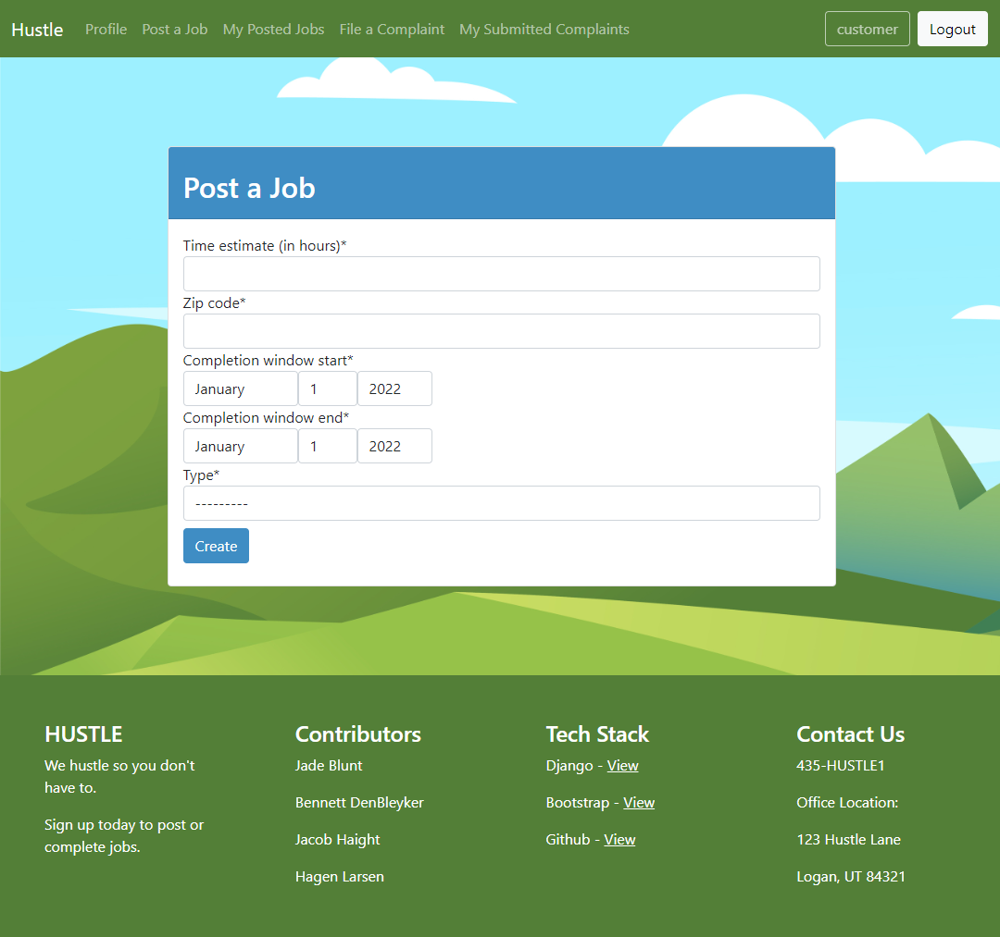 Hustle Profile Post a Job My Posted Jobs File a Complaint My Submitted Complaints customer Logout
Post a Job
Time estimate (in hours)*
Zip code*
Completion window start*
January 1 2022
Completion window end*
January 1 2022
Type*
---------
Create
HUSTLE
We hustle so you don't
have to.
Sign up today to post or
complete jobs.
Contributors
Jade Blunt
Bennett DenBleyker
Jacob Haight
Hagen Larsen
Tech Stack
Django - View
Bootstrap - View
Github - View
Contact Us
435-HUSTLE1
Office Location:
123 Hustle Lane
Logan, UT 84321